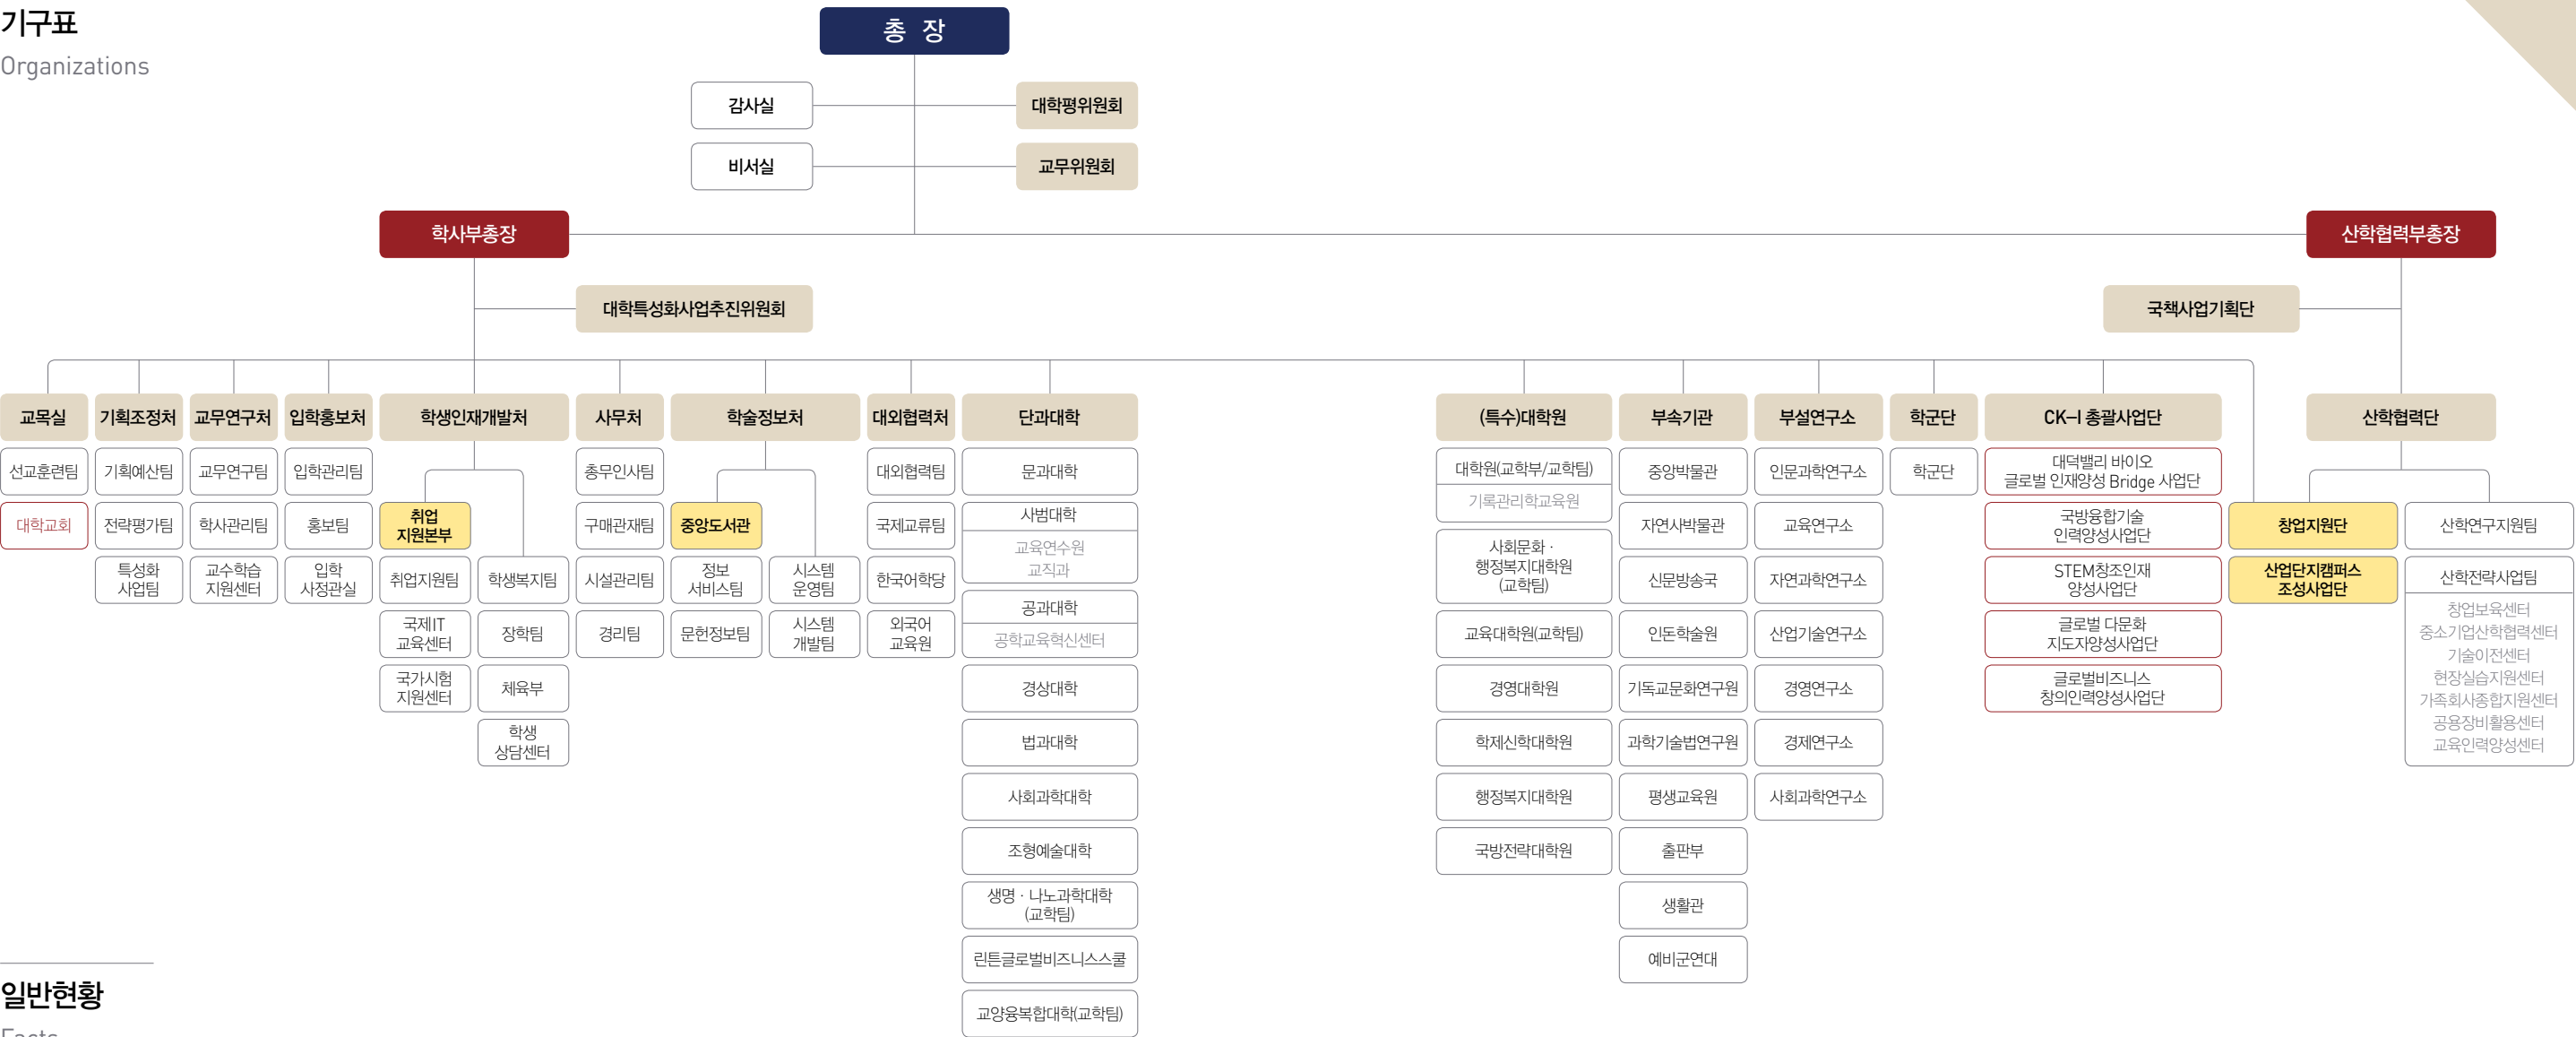 기구표
Organizations
총 장
감사실
대학평위원회
비서실
교무위원회
학사부총장
산학협력부총장
대학특성화사업추진위원회
국책사업기획단
교목실
선교훈련팀
대학교회
기획조정처
기획예산팀
전략평가팀
특성화
사업팀
교무연구처
교무연구팀
학사관리팀
교수학습
지원센터
입학홍보처
입학관리팀
홍보팀
입학
사정관실
학생인재개발처
취업
지원본부
취업지원팀
국제IT
교육센터
국가시험
지원센터
학생복지팀
장학팀
체육부
학생
상담센터
사무처
총무인사팀
구매관재팀
시설관리팀
경리팀
학술정보처
중앙도서관
정보
서비스팀
문헌정보팀
시스템
운영팀
시스템
개발팀
대외협력처
대외협력팀
국제교류팀
한국어학당
외국어
교육원
단과대학
문과대학
사범대학
교육연수원
교직과
공과대학
공학교육혁신센터
경상대학
법과대학
사회과학대학
조형예술대학
생명 · 나노과학대학
(교학팀)
린튼글로벌비즈니스스쿨
교양융복합대학(교학팀)
(특수)대학원
대학원(교학부/교학팀)
기록관리학교육원
사회문화 ·
행정복지대학원
(교학팀)
교육대학원(교학팀)
경영대학원
학제신학대학원
행정복지대학원
국방전략대학원
부속기관
중앙박물관
자연사박물관
신문방송국
인돈학술원
기독교문화연구원
과학기술법연구원
평생교육원
출판부
생활관
예비군연대
부설연구소
인문과학연구소
교육연구소
자연과학연구소
산업기술연구소
경영연구소
경제연구소
사회과학연구소
학군단
학군단
CK–I 총괄사업단
대덕밸리 바이오
글로벌 인재양성 Bridge 사업단
국방융합기술
인력양성사업단
STEM창조인재
양성사업단
글로벌 다문화
지도자양성사업단
글로벌비즈니스
창의인력양성사업단
산학협력단
창업지원단
산업단지캠퍼스
조성사업단
산학연구지원팀
산학전략사업팀
창업보육센터
중소기업산학협력센터
기술이전센터
현장실습지원센터
가족회사종합지원센터
공용장비활용센터
교육인력양성센터
일반현황
Facts